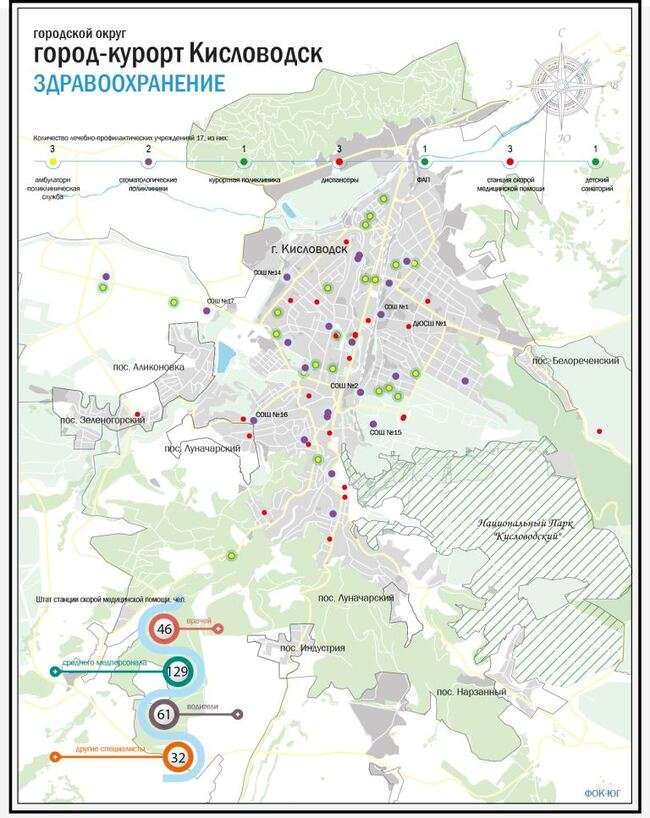 городской округ
город-курорт Кисловодск
ЗДРАВООХРАНЕНИЕ
С
З
В
Ю
Количество лечебно-профилактических учреждений 17, из них:
3
2
1
3
1
3
1
амбулатори
поликлиническая
служба
стоматологические
поликлиники
курортная поликлиника
диспансеры
ФАП
станция скорой
медицинской помощи
детский
санаторий
г. Кисловодск
СОШ №14
СОШ №17
СОШ №1
ДЮСШ №1
пос. Белореченский
пос. Аликоновка
СОШ №2
пос. Зеленогорский
СОШ №16
СОШ №15
пос. Луначарский
Национальный Парк
"Кисловодский"
пос. Луначарский
Штат станции скорой медицинской помощи, чел.
46
врачей
пос. Индустрия
среднего медперсонала
129
пос. Нарзанный
61
водители
другие специалисты
32
ФОК-ЮГ